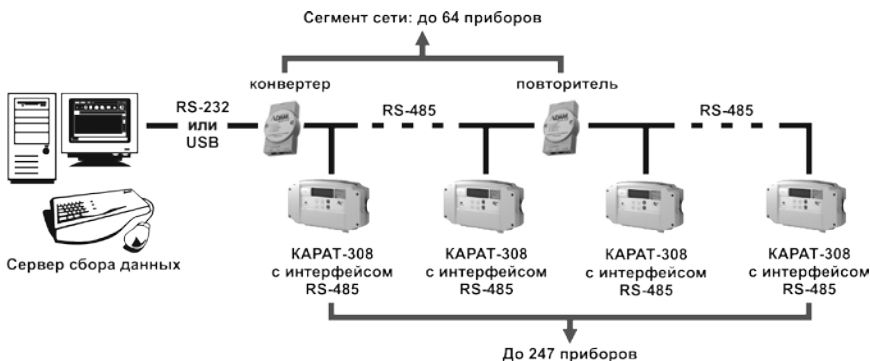 Сегмент сети: до 64 приборов
конвертер
повторитель
RS-232
или
USB
RS-485
RS-485
Сервер сбора данных
КАРАТ-308
с интерфейсом
RS-485
КАРАТ-308
с интерфейсом
RS-485
КАРАТ-308
с интерфейсом
RS-485
КАРАТ-308
с интерфейсом
RS-485
До 247 приборов